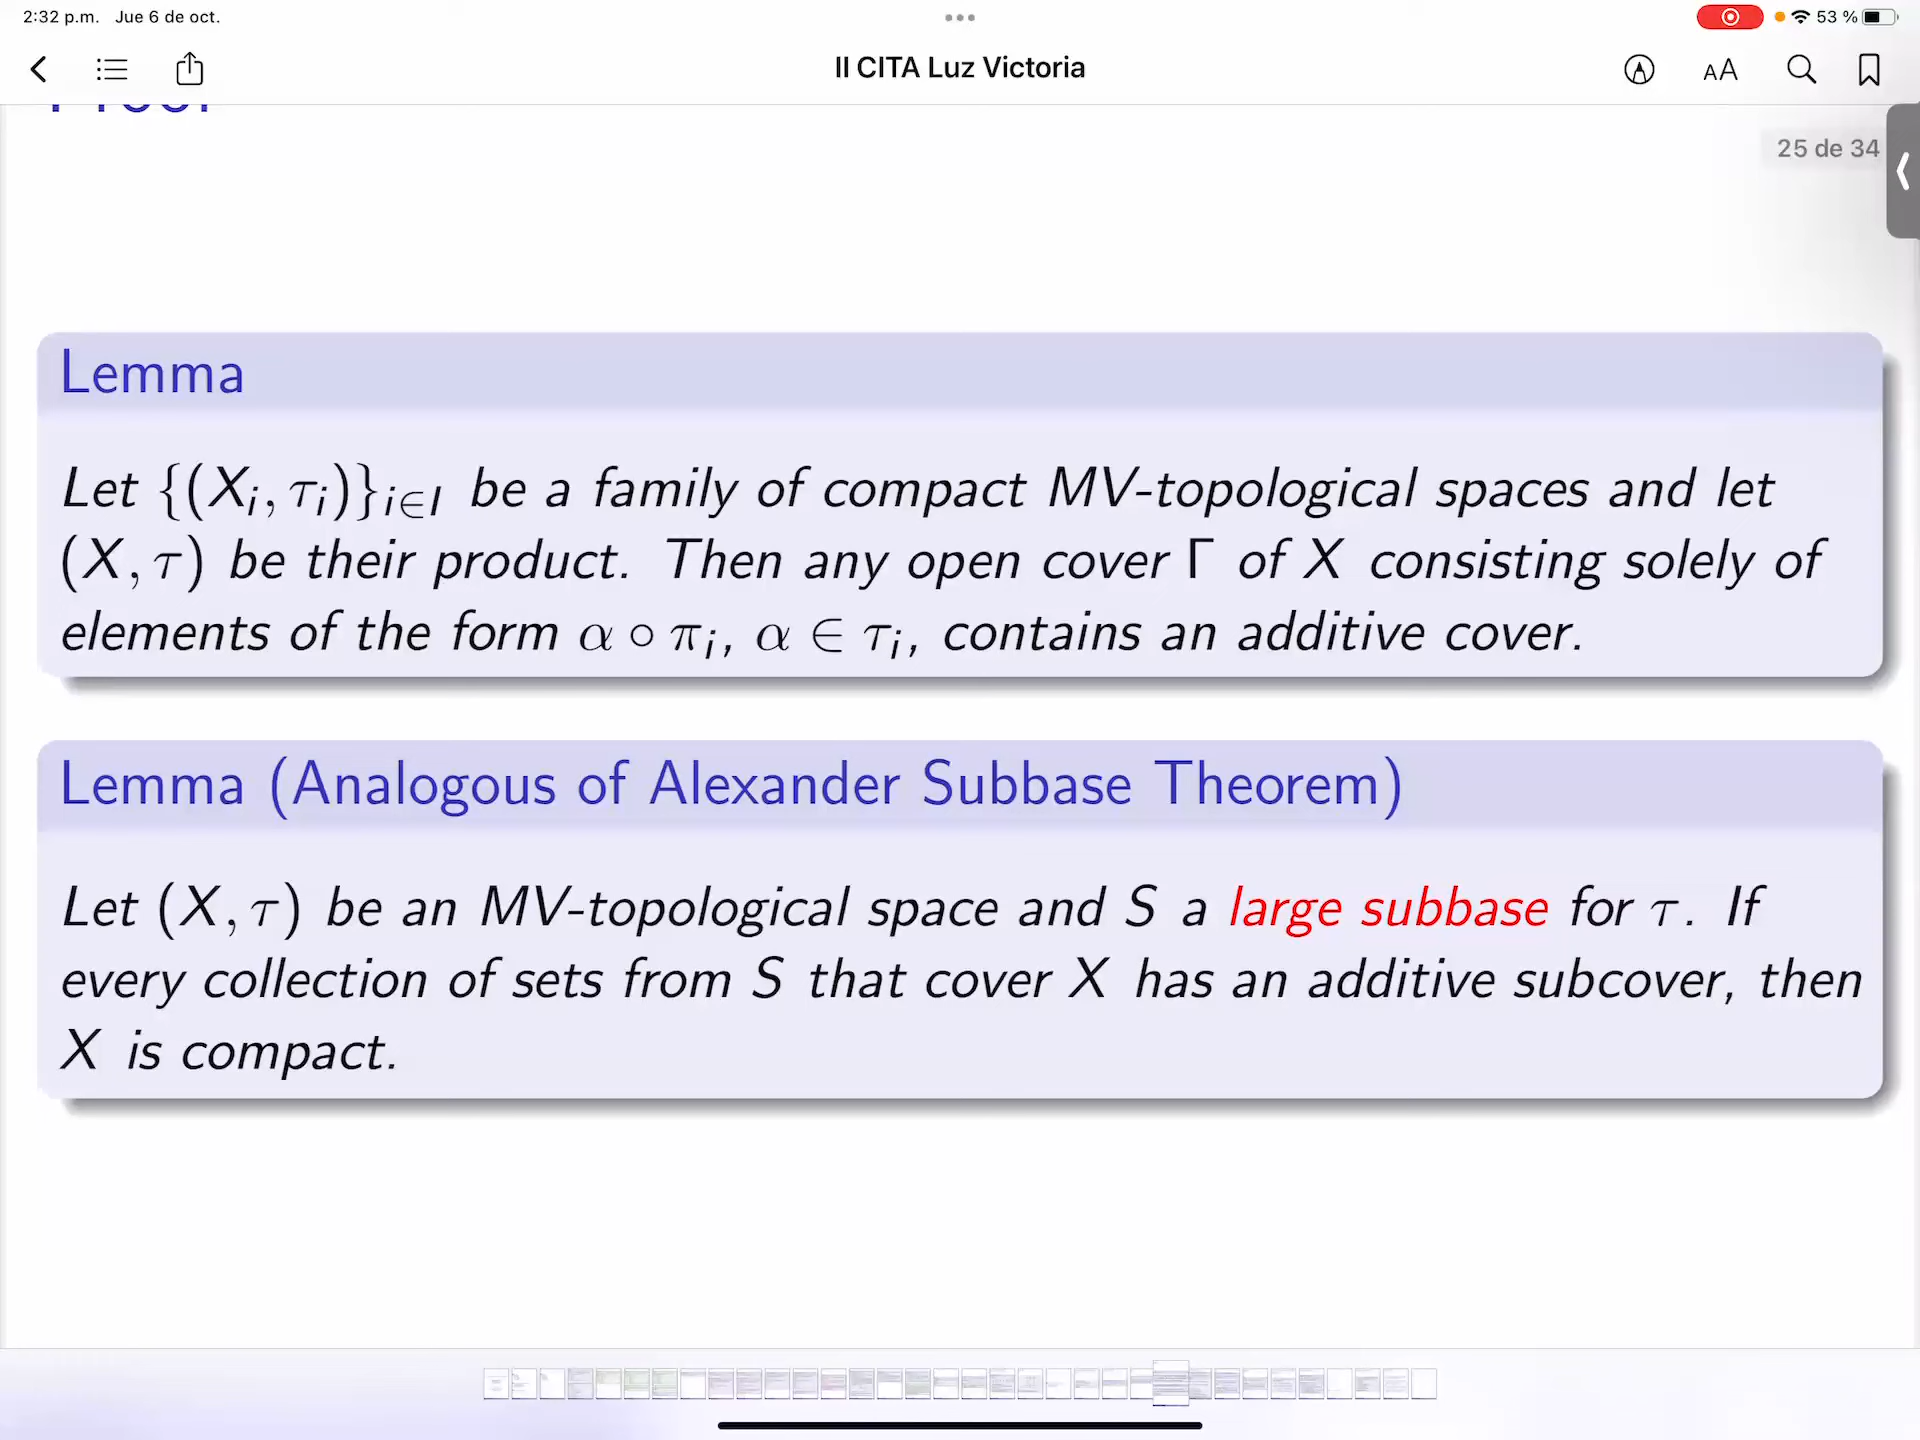 2:32 p.m. Jue 6 de oct.
53 %
II CITA Luz Victoria
AA
Proof
25 de 34
Lemma
Let {(Xᵢ, τᵢ)}ᵢ∈I be a family of compact MV-topological spaces and let
(X, τ) be their product. Then any open cover Γ of X consisting solely of
elements of the form α ∘ πᵢ, α ∈ τᵢ, contains an additive cover.
Lemma (Analogous of Alexander Subbase Theorem)
Let (X, τ) be an MV-topological space and S a large subbase for τ. If
every collection of sets from S that cover X has an additive subcover, then
X is compact.